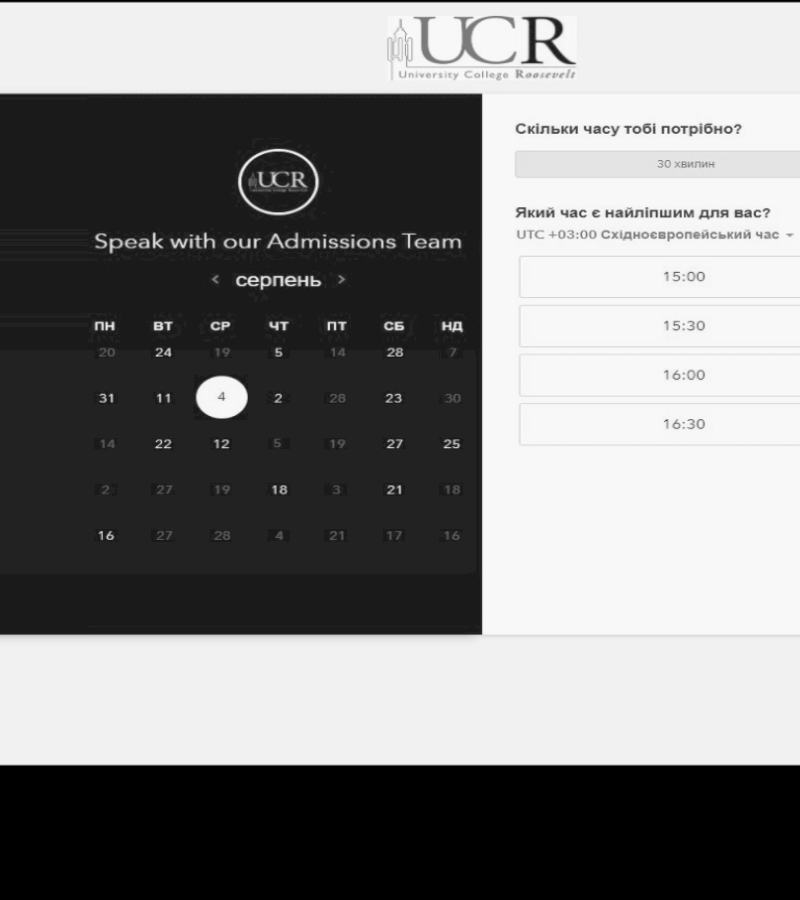 UCR
University College Roosevelt
UCR
Speak with our Admissions Team
< серпень >
ПН ВТ СР ЧТ ПТ СБ НД
20 24 19 5 14 28 7
31 11 4 2 28 23 30
14 22 12 5 19 27 25
2 27 19 18 3 21 18
16 27 28 4 21 17 16
Скільки часу тобі потрібно?
30 хвилин
Який час є найліпшим для вас?
UTC +03:00 Східноєвропейський час
15:00
15:30
16:00
16:30